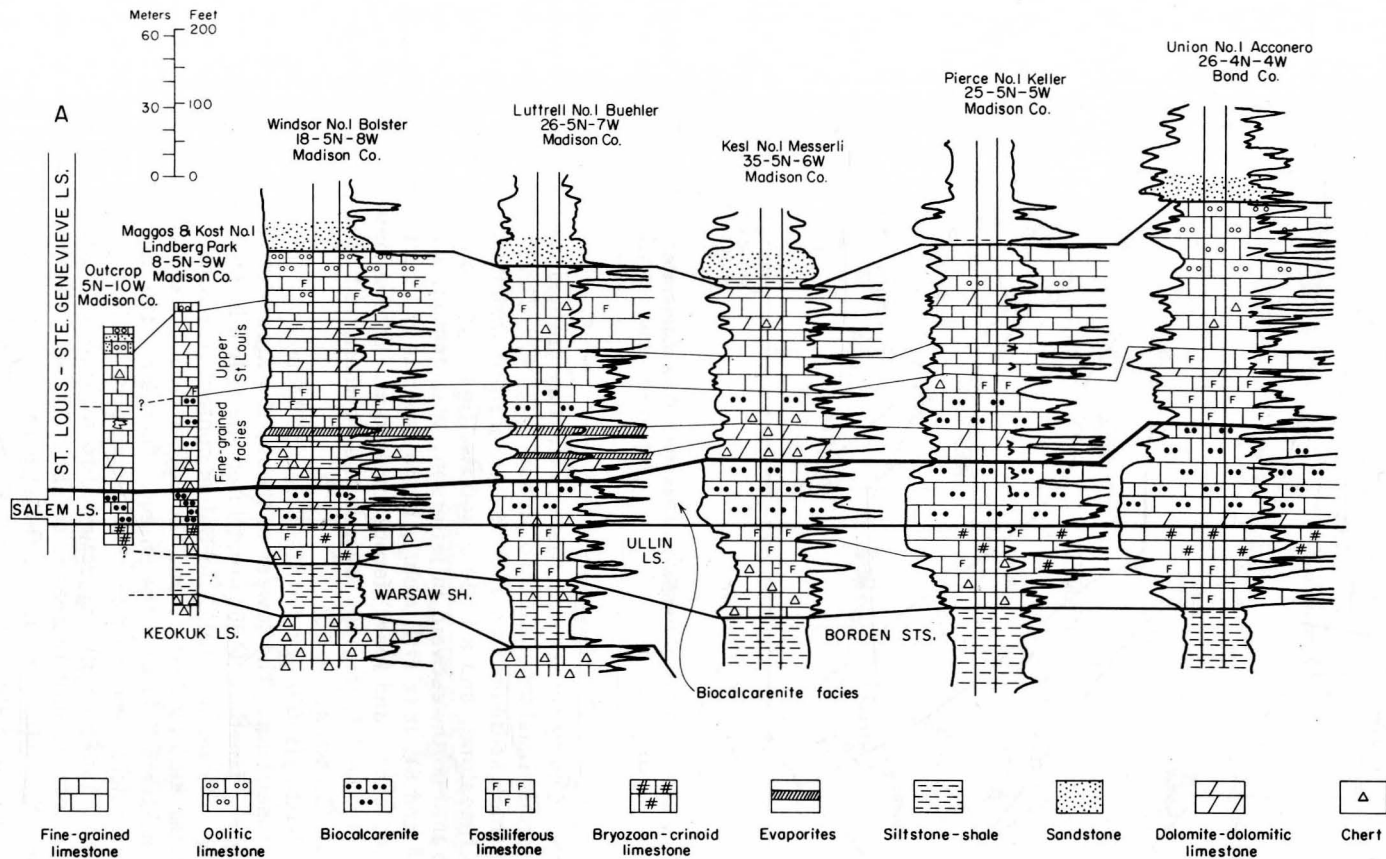 Meters Feet
60 200
30 100
0 0
A
Outcrop
5N-10W
Madison Co.
Maggos & Kost No.1
Lindberg Park
8-5N-9W
Madison Co.
Windsor No.1 Bolster
18-5N-8W
Madison Co.
Luttrell No.1 Buehler
26-5N-7W
Madison Co.
Kesl No.1 Messerli
35-5N-6W
Madison Co.
Pierce No.1 Keller
25-5N-5W
Madison Co.
Union No.1 Acconero
26-4N-4W
Bond Co.
ST. LOUIS - STE. GENEVIEVE LS.
Upper
St. Louis
Fine-grained
facies
?
SALEM LS.
?
ULLIN
LS.
WARSAW SH.
KEOKUK LS.
BORDEN STS.
Biocalcarenite facies
Fine-grained
limestone
Oolitic
limestone
Biocalcarenite
Fossiliferous
limestone
Bryozoan-crinoid
limestone
Evaporites
Siltstone-shale
Sandstone
Dolomite-dolomitic
limestone
Chert